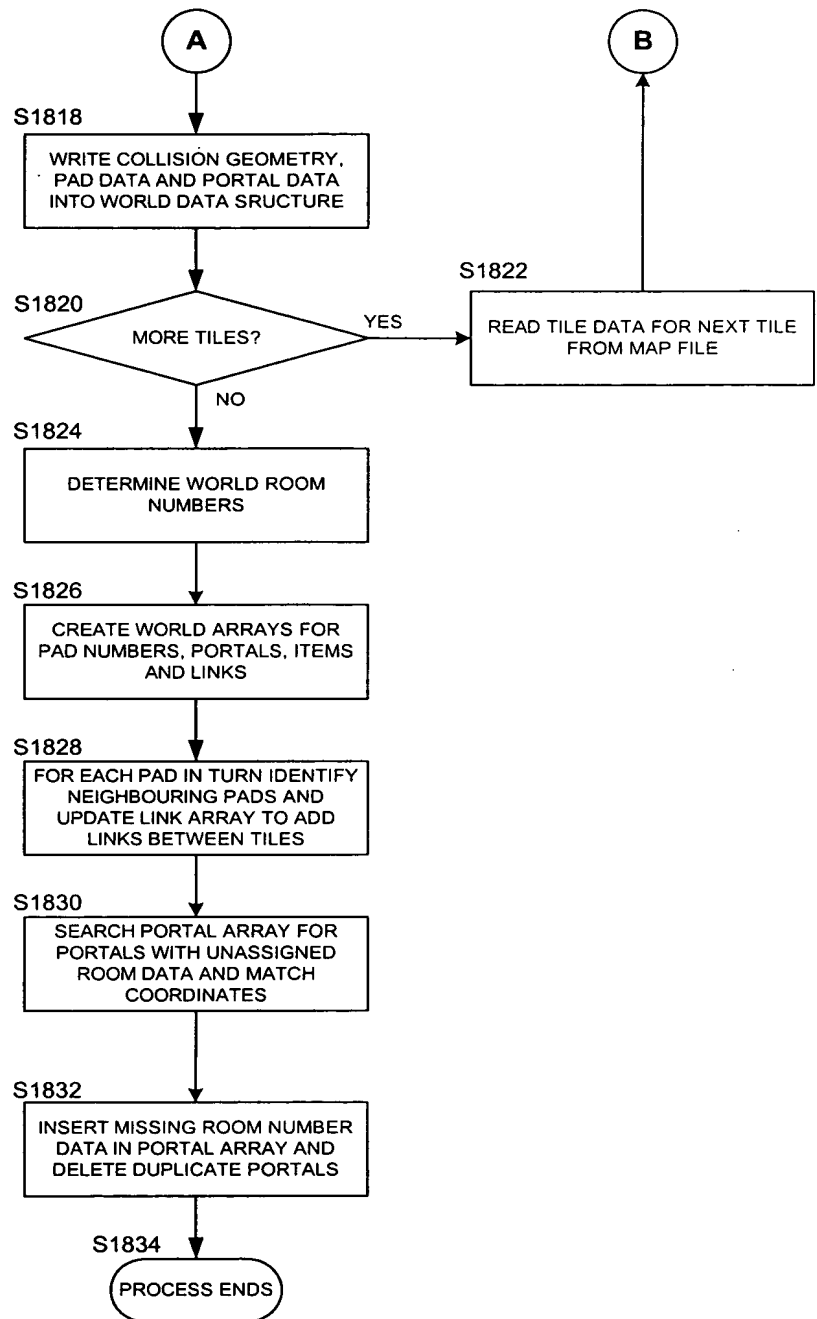 A
B
S1818
WRITE COLLISION GEOMETRY,
PAD DATA AND PORTAL DATA
INTO WORLD DATA SRUCTURE
S1820
MORE TILES?
YES
S1822
READ TILE DATA FOR NEXT TILE
FROM MAP FILE
NO
S1824
DETERMINE WORLD ROOM
NUMBERS
S1826
CREATE WORLD ARRAYS FOR
PAD NUMBERS, PORTALS, ITEMS
AND LINKS
S1828
FOR EACH PAD IN TURN IDENTIFY
NEIGHBOURING PADS AND
UPDATE LINK ARRAY TO ADD
LINKS BETWEEN TILES
S1830
SEARCH PORTAL ARRAY FOR
PORTALS WITH UNASSIGNED
ROOM DATA AND MATCH
COORDINATES
S1832
INSERT MISSING ROOM NUMBER
DATA IN PORTAL ARRAY AND
DELETE DUPLICATE PORTALS
S1834
PROCESS ENDS